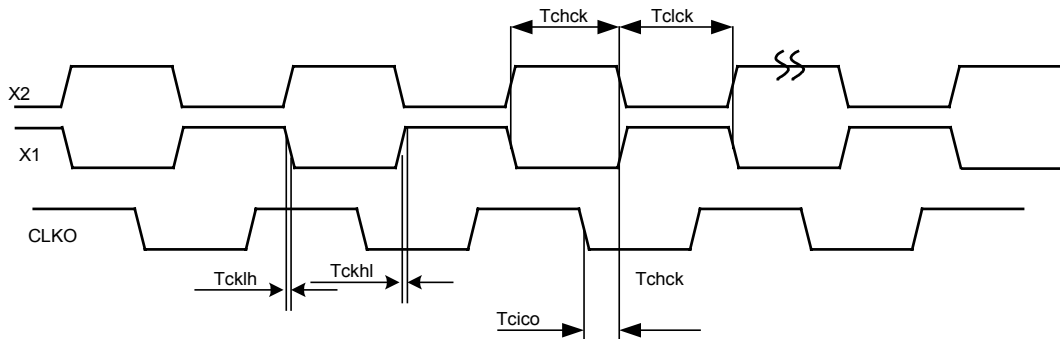 Tchck Tclck
X2
X1
CLKO
Tcklh Tckhl Tchck
Tcico